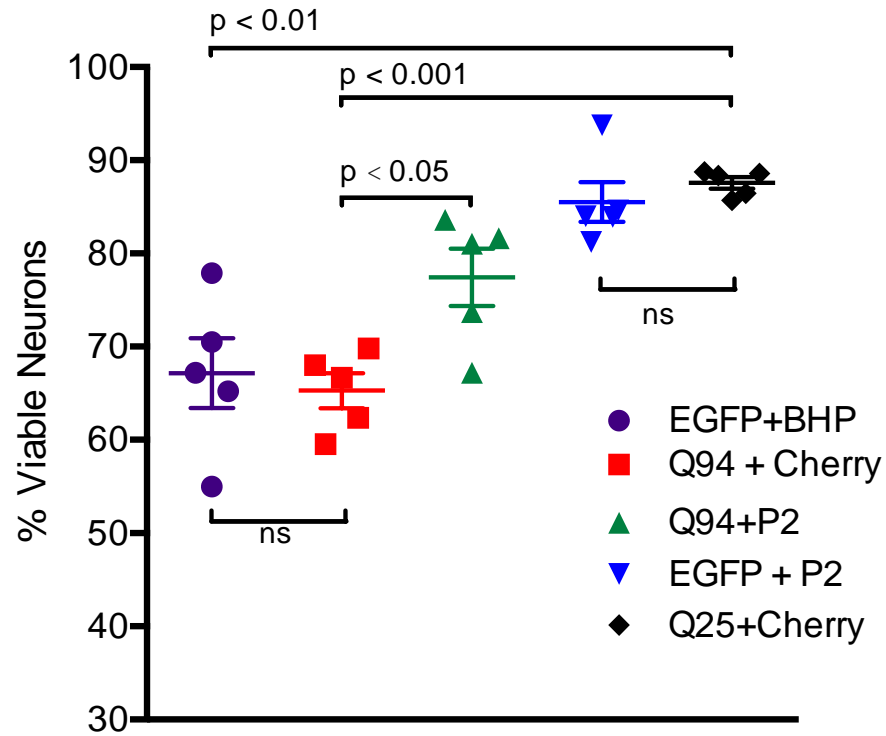 p < 0.01
p < 0.001
p < 0.05
ns
ns
% Viable Neurons
100
90
80
70
60
50
40
30
EGFP+BHP
Q94 + Cherry
Q94+P2
EGFP + P2
Q25+Cherry